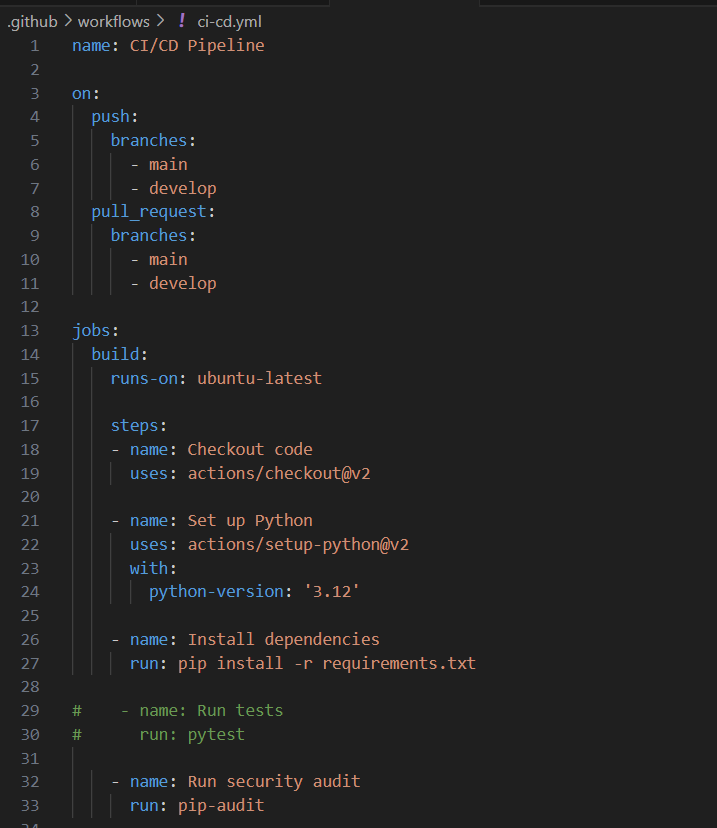 .github > workflows > ! ci-cd.yml
1 name: CI/CD Pipeline
2
3 on:
4   push:
5     branches:
6       - main
7       - develop
8   pull_request:
9     branches:
10       - main
11       - develop
12
13 jobs:
14   build:
15     runs-on: ubuntu-latest
16
17     steps:
18     - name: Checkout code
19       uses: actions/checkout@v2
20
21     - name: Set up Python
22       uses: actions/setup-python@v2
23       with:
24         python-version: '3.12'
25
26     - name: Install dependencies
27       run: pip install -r requirements.txt
28
29 #    - name: Run tests
30 #      run: pytest
31
32     - name: Run security audit
33       run: pip-audit